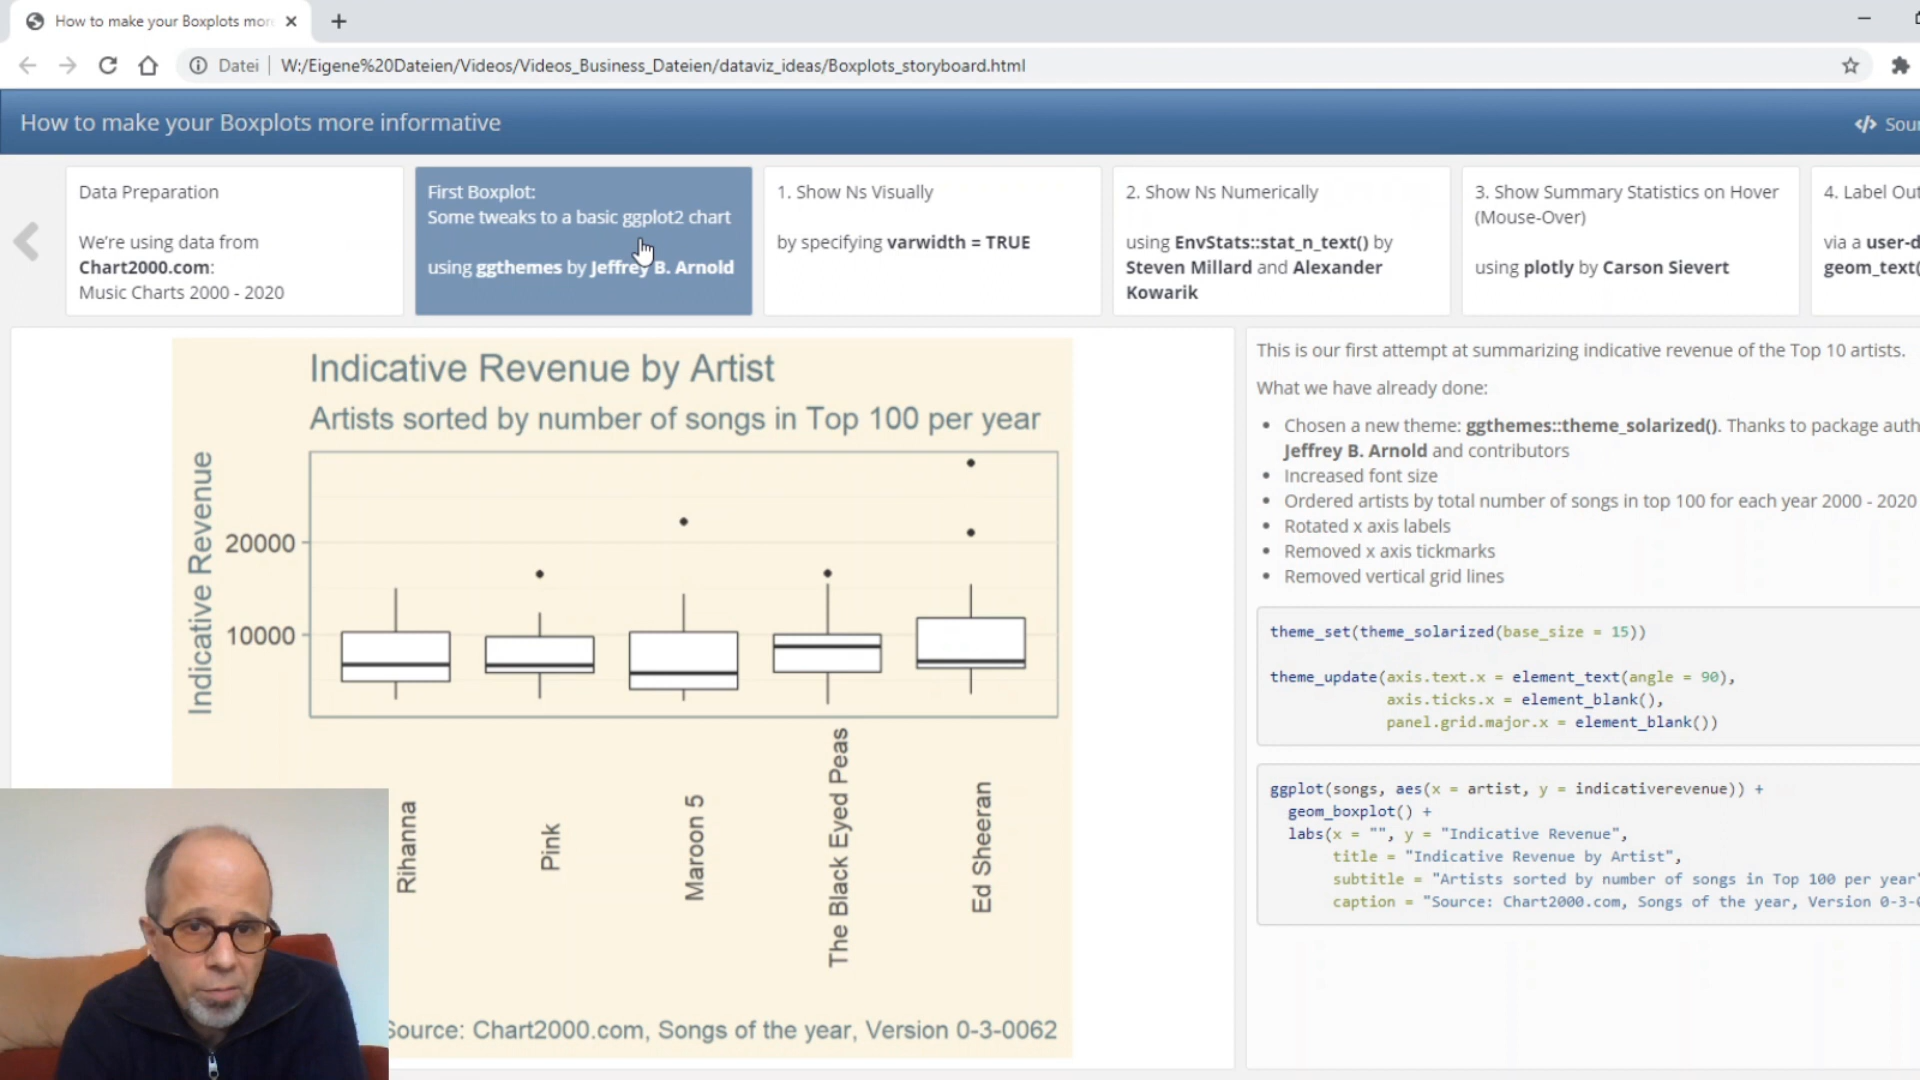 How to make your Boxplots mor
Datei
W:/Eigene%20Dateien/Videos/Videos_Business_Dateien/dataviz_ideas/Boxplots_storyboard.html
How to make your Boxplots more informative
</> Sou
Data Preparation
We're using data from
Chart2000.com:
Music Charts 2000 - 2020
First Boxplot:
Some tweaks to a basic ggplot2 chart
using ggthemes by Jeffrey B. Arnold
1. Show Ns Visually
by specifying varwidth = TRUE
2. Show Ns Numerically
using EnvStats::stat_n_text() by
Steven Millard and Alexander
Kowarik
3. Show Summary Statistics on Hover
(Mouse-Over)
using plotly by Carson Sievert
4. Label Out
via a user-d
geom_text(
Indicative Revenue by Artist
Artists sorted by number of songs in Top 100 per year
Indicative Revenue
20000
10000
Rihanna
Pink
Maroon 5
The Black Eyed Peas
Ed Sheeran
Source: Chart2000.com, Songs of the year, Version 0-3-0062
This is our first attempt at summarizing indicative revenue of the Top 10 artists.
What we have already done:
• Chosen a new theme: ggthemes::theme_solarized(). Thanks to package auth
Jeffrey B. Arnold and contributors
• Increased font size
• Ordered artists by total number of songs in top 100 for each year 2000 - 2020
• Rotated x axis labels
• Removed x axis tickmarks
• Removed vertical grid lines
theme_set(theme_solarized(base_size = 15))
theme_update(axis.text.x = element_text(angle = 90),
axis.ticks.x = element_blank(),
panel.grid.major.x = element_blank())
ggplot(songs, aes(x = artist, y = indicativerevenue)) +
geom_boxplot() +
labs(x = "", y = "Indicative Revenue",
title = "Indicative Revenue by Artist",
subtitle = "Artists sorted by number of songs in Top 100 per year"
caption = "Source: Chart2000.com, Songs of the year, Version 0-3-0